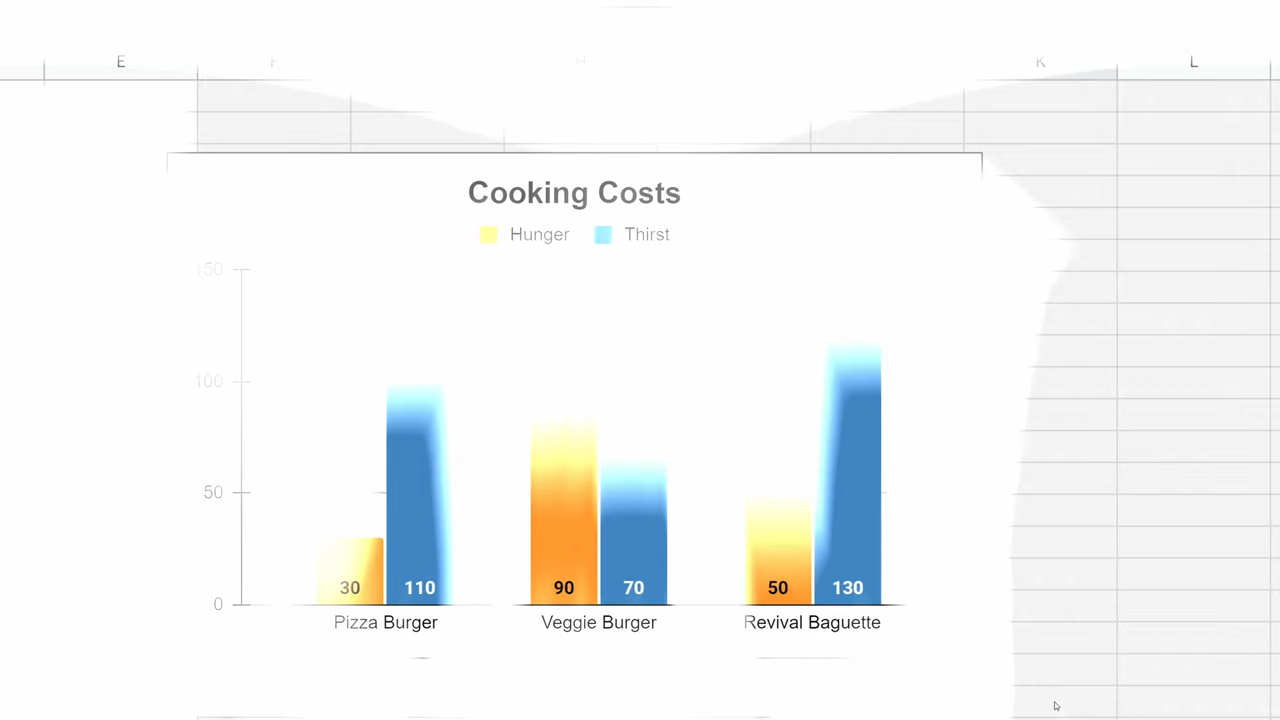 E F H K L
Cooking Costs
Hunger Thirst
150
100
50
0
30 110 90 70 50 130
Pizza Burger Veggie Burger Revival Baguette